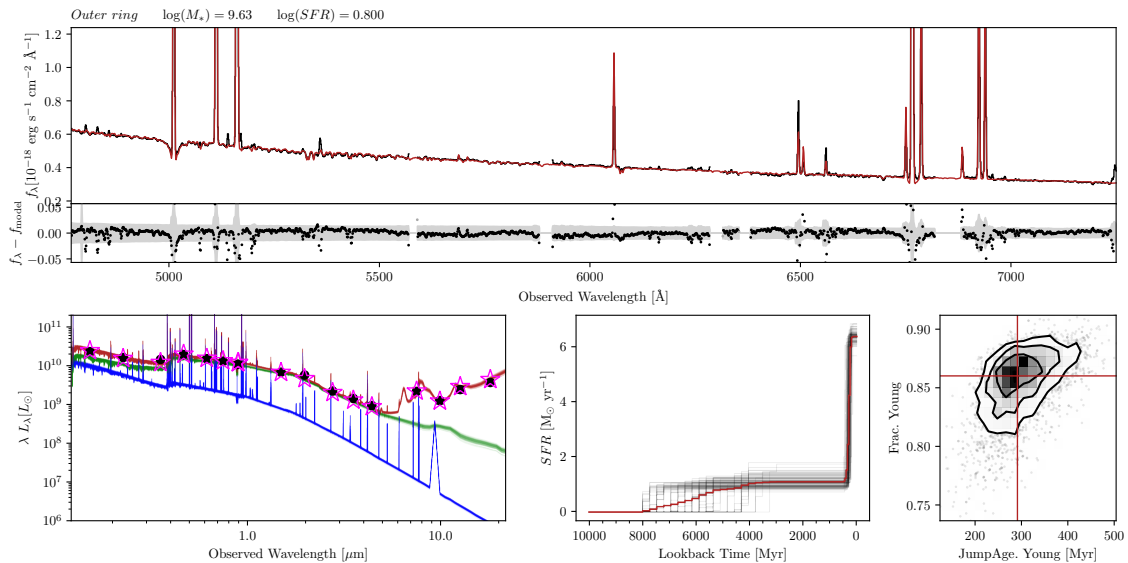 Outer ring log(M∗) = 9.63 log(SFR) = 0.800
fλ[10⁻¹⁸ erg s⁻¹ cm⁻² Å⁻¹]
1.2
1.0
0.8
0.6
0.4
0.2
fλ − fmodel
0.05
0.00
−0.05
5000 5500 6000 6500 7000
Observed Wavelength [Å]
λ Lλ[L⊙]
10¹¹
10¹⁰
10⁹
10⁸
10⁷
10⁶
1.0 10.0
Observed Wavelength [μm]
SFR [M⊙ yr⁻¹]
6
4
2
0
10000 8000 6000 4000 2000 0
Lookback Time [Myr]
Frac. Young
0.90
0.85
0.80
0.75
200 300 400 500
JumpAge. Young [Myr]